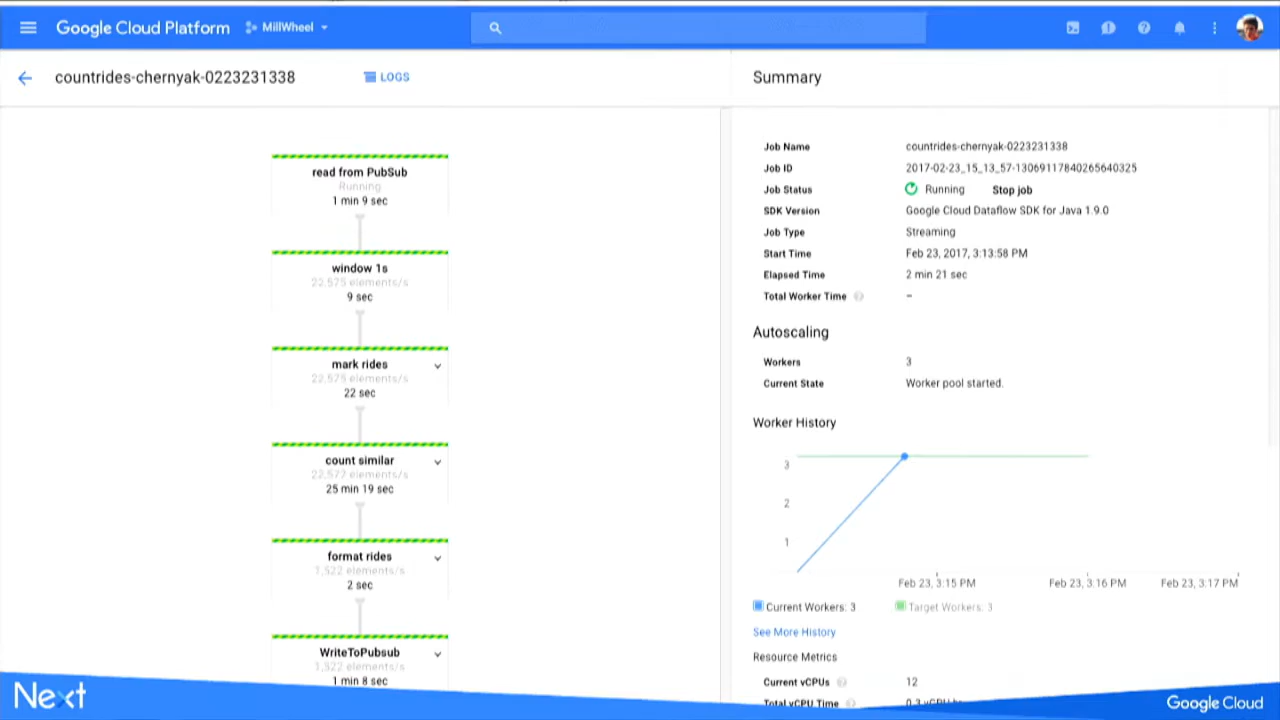 Google Cloud Platform MillWheel
countrides-chernyak-0223231338 LOGS
read from PubSub
Running
1 min 9 sec
window 1s
22,575 elements/s
9 sec
mark rides
22,575 elements/s
22 sec
count similar
22,572 elements/s
25 min 19 sec
format rides
1,522 elements/s
2 sec
WriteToPubsub
1,522 elements/s
1 min 8 sec
Summary
Job Name countrides-chernyak-0223231338
Job ID 2017-02-23_15_13_57-13069117840265640325
Job Status Running Stop job
SDK Version Google Cloud Dataflow SDK for Java 1.9.0
Job Type Streaming
Start Time Feb 23, 2017, 3:13:58 PM
Elapsed Time 2 min 21 sec
Total Worker Time –
Autoscaling
Workers 3
Current State Worker pool started.
Worker History
3
2
1
Feb 23, 3:15 PM Feb 23, 3:16 PM Feb 23, 3:17 PM
Current Workers: 3 Target Workers: 3
See More History
Resource Metrics
Current vCPUs 12
Total vCPU Time
Next
Google Cloud